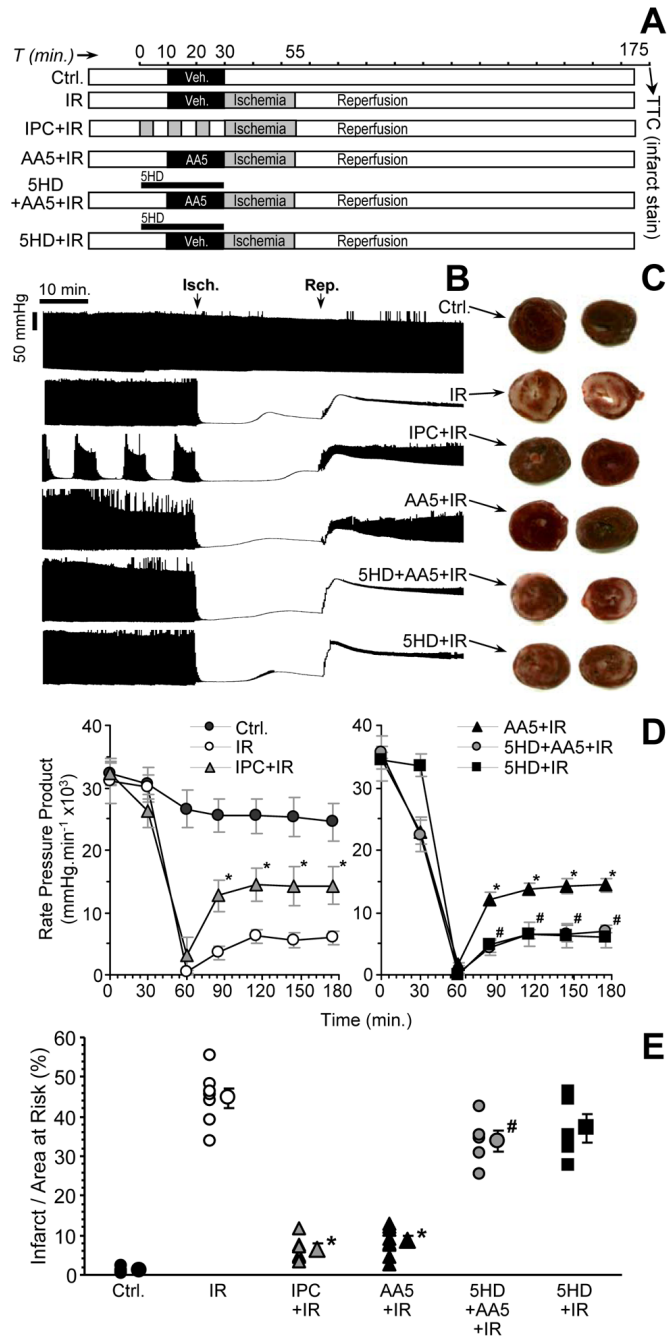 A
T (min.)
0 10 20 30 55 175
Ctrl.
Veh.
IR
Veh. Ischemia Reperfusion
IPC+IR
Ischemia Reperfusion
AA5+IR
AA5 Ischemia Reperfusion
5HD
5HD
+AA5+IR
AA5 Ischemia Reperfusion
5HD
5HD+IR
Veh. Ischemia Reperfusion
TTC (infarct stain)
B
10 min.
Isch.
Rep.
50 mmHg
C
Ctrl.
IR
IPC+IR
AA5+IR
5HD+AA5+IR
5HD+IR
D
Rate Pressure Product
(mmHg.min-1 x10³)
40
30
20
10
0
Ctrl.
IR
IPC+IR
* * * *
0 30 60 90 120 150 180
40
30
20
10
0
AA5+IR
5HD+AA5+IR
5HD+IR
* * * *
# # # #
0 30 60 90 120 150 180
Time (min.)
E
Infarct / Area at Risk (%)
60
50
40
30
20
10
0
#
*
*
Ctrl.
IR
IPC
+IR
AA5
+IR
5HD
+AA5
+IR
5HD
+IR